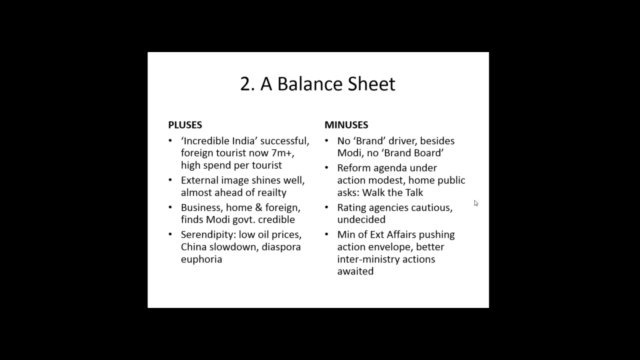 2. A Balance Sheet
PLUSES
• ‘Incredible India’ successful,
foreign tourist now 7m+,
high spend per tourist
• External image shines well,
almost ahead of reailty
• Business, home & foreign,
finds Modi govt. credible
• Serendipity: low oil prices,
China slowdown, diaspora
euphoria
MINUSES
• No ‘Brand’ driver, besides
Modi, no ‘Brand Board’
• Reform agenda under
action modest, home public
asks: Walk the Talk
• Rating agencies cautious,
undecided
• Min of Ext Affairs pushing
action envelope, better
inter-ministry actions
awaited